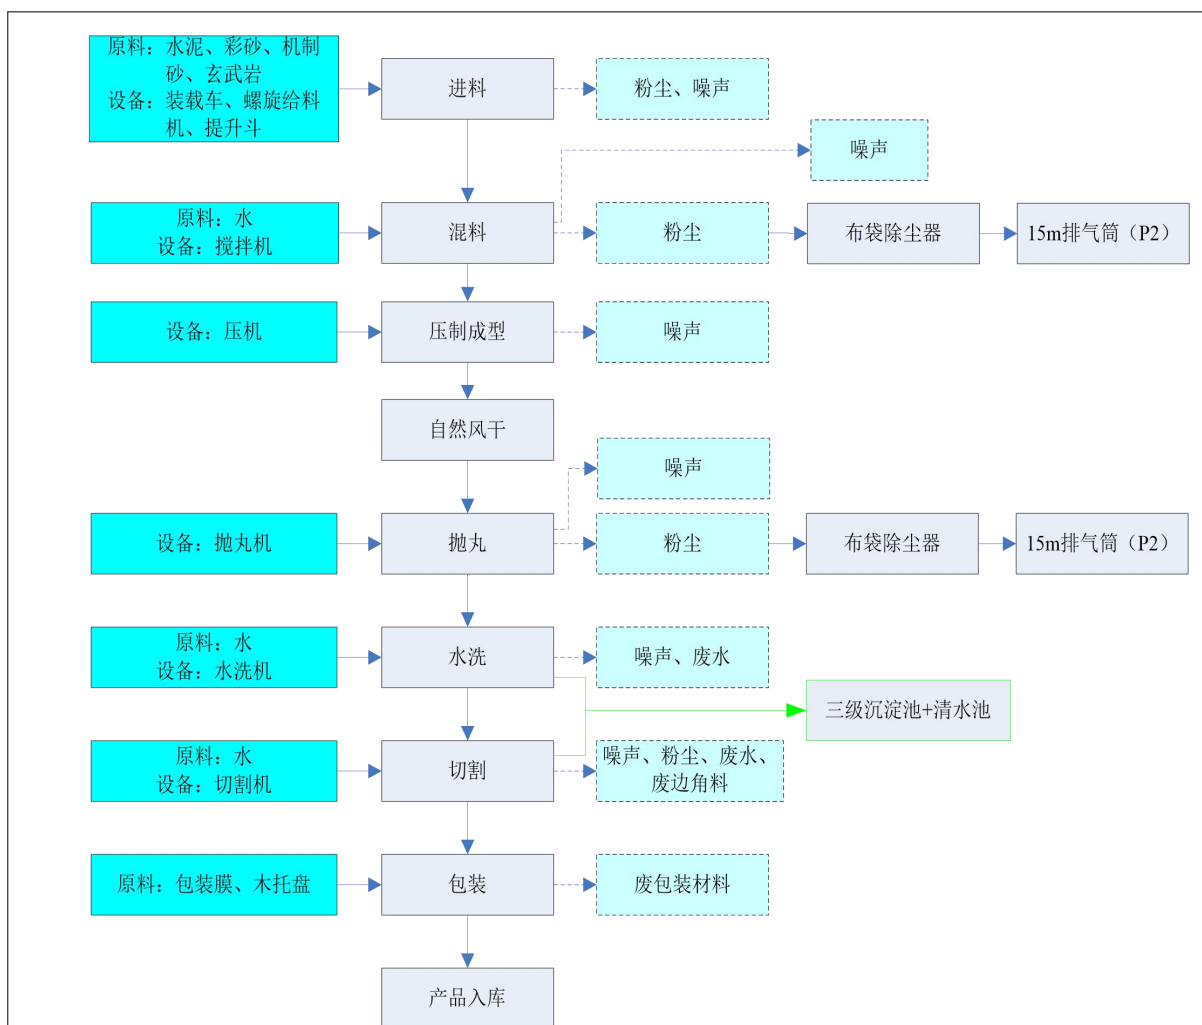 原料：水泥、彩砂、机制
砂、玄武岩
设备：装载车、螺旋给料
机、提升斗
进料
粉尘、噪声
噪声
原料：水
设备：搅拌机
混料
粉尘
布袋除尘器
15m排气筒（P2）
设备：压机
压制成型
噪声
自然风干
噪声
设备：抛丸机
抛丸
粉尘
布袋除尘器
15m排气筒（P2）
原料：水
设备：水洗机
水洗
噪声、废水
三级沉淀池+清水池
原料：水
设备：切割机
切割
噪声、粉尘、废水、
废边角料
原料：包装膜、木托盘
包装
废包装材料
产品入库